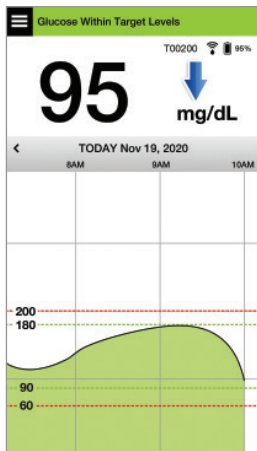 Glucose Within Target Levels
T00200 95%
95
mg/dL
< TODAY Nov 19, 2020
8AM 9AM 10AM
200
180
90
60